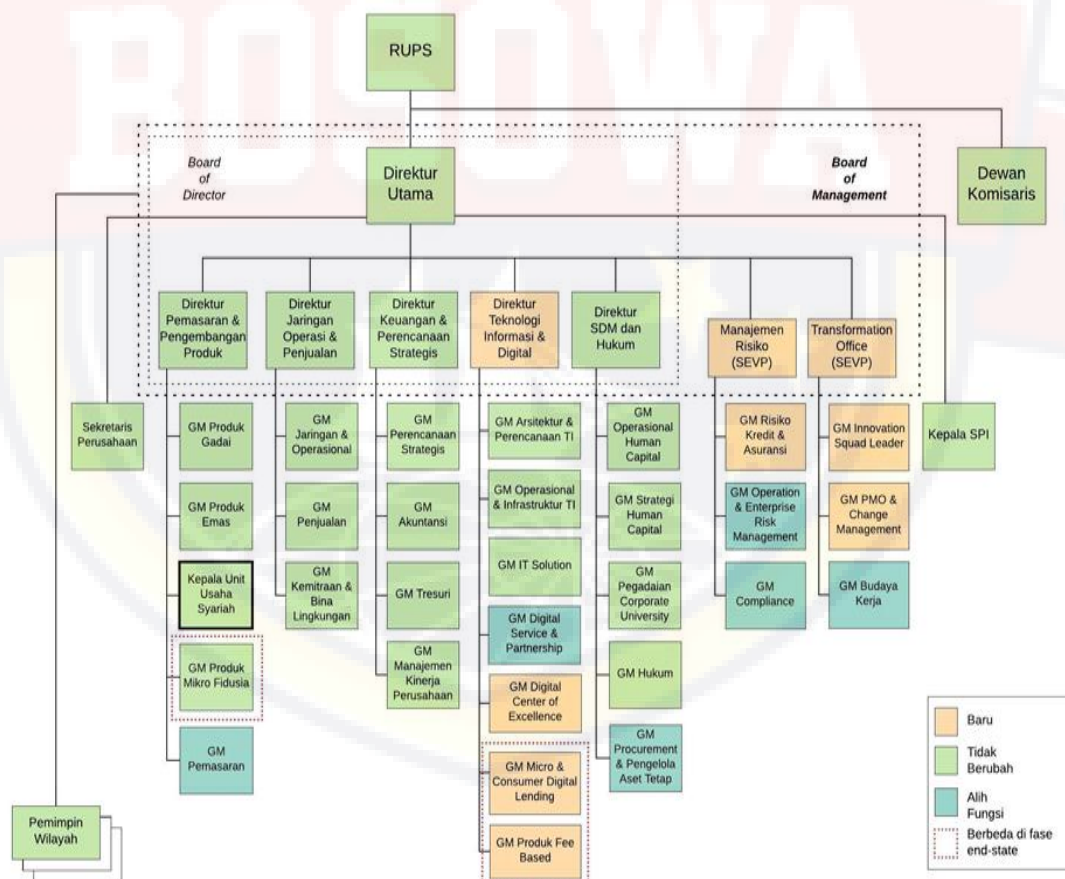 BOSOWA
RUPS
Board
of
Director
Direktur
Utama
Board
of
Management
Dewan
Komisaris
Direktur
Pemasaran &
Pengembangan
Produk
Direktur
Jaringan
Operasi &
Penjualan
Direktur
Keuangan &
Perencanaan
Strategis
Direktur
Teknologi
Informasi &
Digital
Direktur
SDM dan
Hukum
Manajemen
Risiko
(SEVP)
Transformation
Office
(SEVP)
Sekretaris
Perusahaan
GM Produk
Gadai
GM Produk
Emas
Kepala Unit
Usaha
Syariah
GM Produk
Mikro Fidusia
GM
Pemasaran
GM
Jaringan &
Operasional
GM
Penjualan
GM
Kemitraan &
Bina
Lingkungan
GM
Perencanaan
Strategis
GM
Akuntansi
GM Tresuri
GM
Manajemen
Kinerja
Perusahaan
GM Arsitektur &
Perencanaan TI
GM Operasional
& Infrastruktur TI
GM IT Solution
GM Digital
Service &
Partnership
GM Digital
Center of
Excellence
GM Micro &
Consumer Digital
Lending
GM Produk Fee
Based
GM
Operasional
Human
Capital
GM Strategi
Human
Capital
GM
Pegadaian
Corporate
University
GM Hukum
GM
Procurement
& Pengelola
Aset Tetap
GM Risiko
Kredit &
Asuransi
GM Operation
& Enterprise
Risk
Management
GM
Compliance
GM Innovation
Squad Leader
GM PMO &
Change
Management
GM Budaya
Kerja
Kepala SPI
Pemimpin
Wilayah
Baru
Tidak
Berubah
Alih
Fungsi
Berbeda di fase
end-state